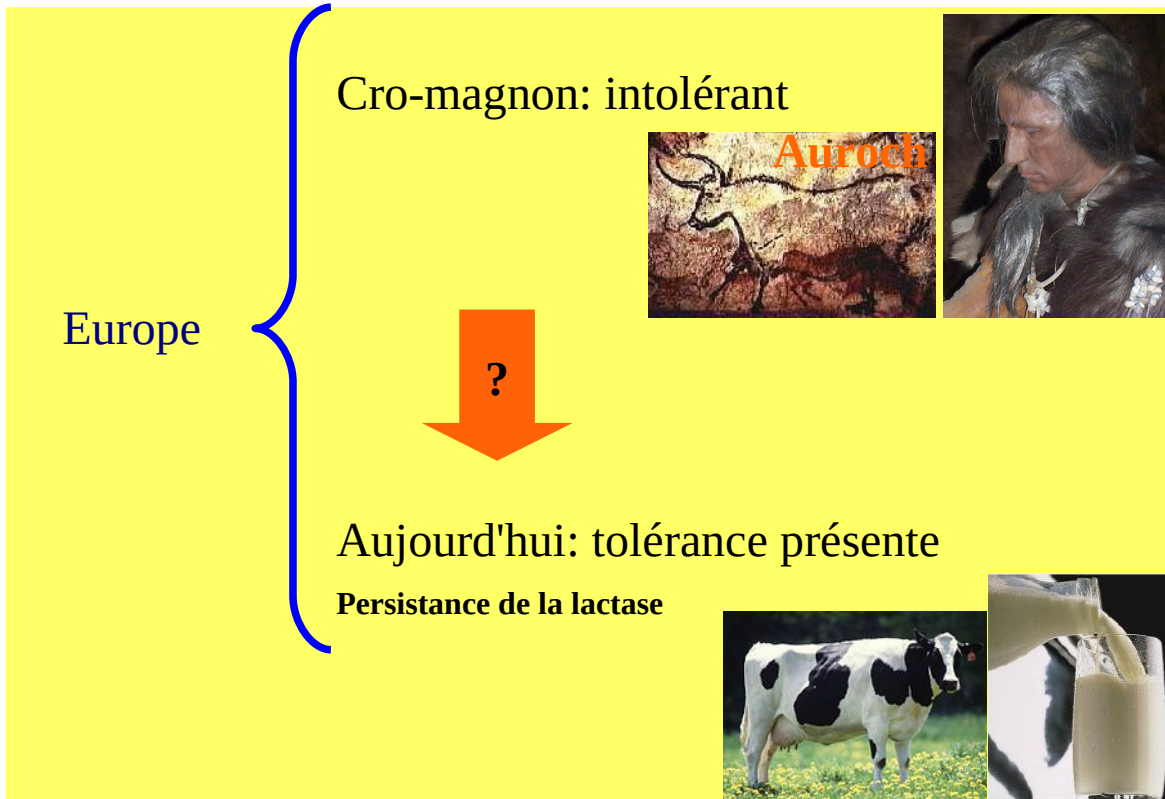 Cro-magnon: intolérant
Auroch
Europe
?
Aujourd'hui: tolérance présente
Persistance de la lactase